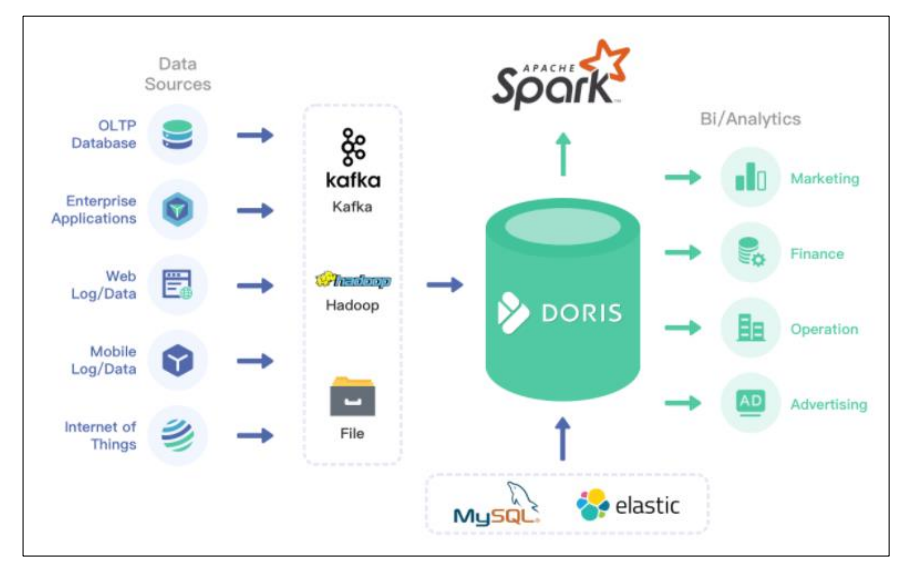 Data
Sources
OLTP
Database
Enterprise
Applications
Web
Log/Data
Mobile
Log/Data
Internet of
Things
kafka
Kafka
hadoop
Hadoop
File
APACHE
Spark
DORIS
MySQL
elastic
Bi/Analytics
Marketing
Finance
Operation
AD
Advertising